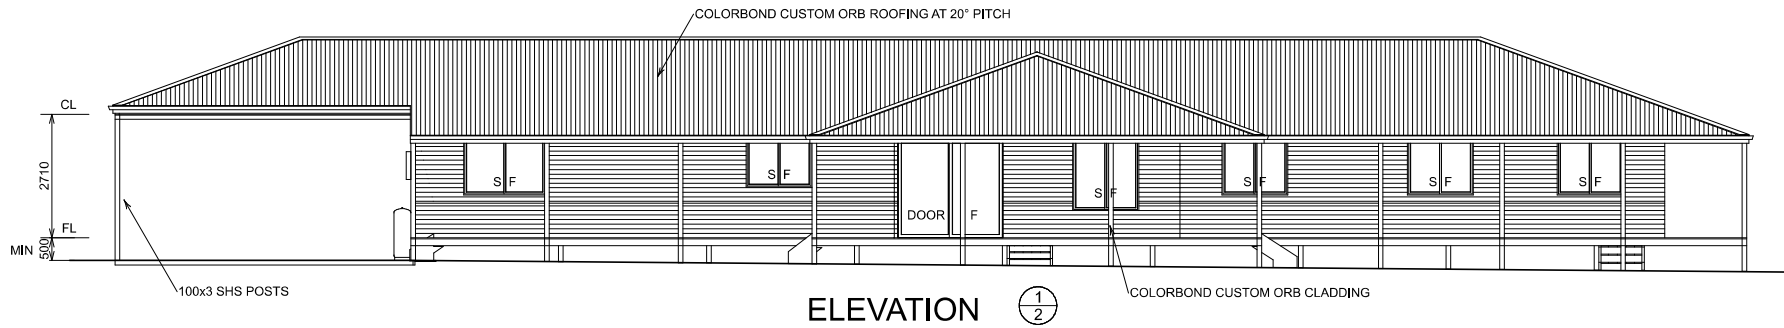 COLORBOND CUSTOM ORB ROOFING AT 20° PITCH
CL
2710
S F
S F
S F
S F
S F
S F
DOOR
F
FL
MIN
500
100x3 SHS POSTS
COLORBOND CUSTOM ORB CLADDING
ELEVATION
1
2